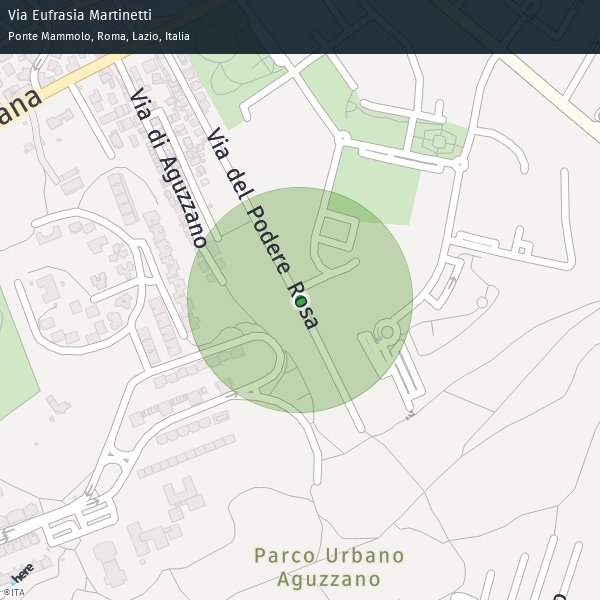 Via Eufrasia Martinetti
Ponte Mammolo, Roma, Lazio, Italia
ana
Via di Aguzzano
Via del Podere Rosa
Parco Urbano
Aguzzano
here
©ITA